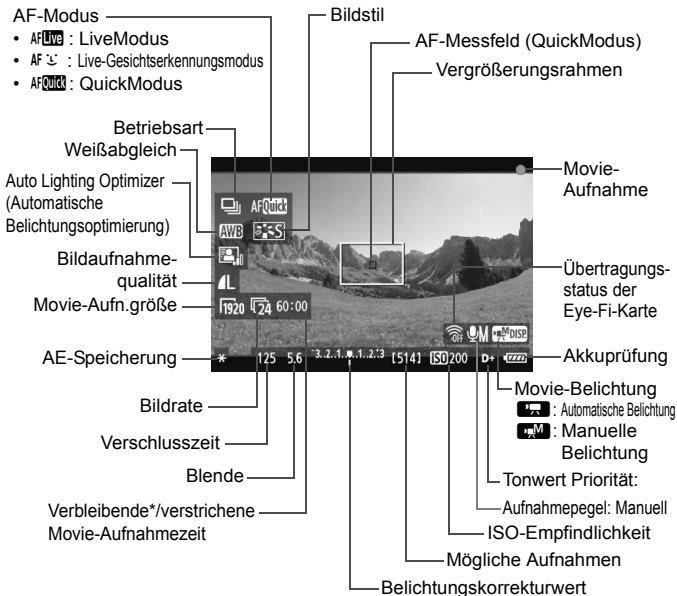 AF-Modus
• AF Live : LiveModus
• AF : Live-Gesichtserkennungsmodus
• AF Quick : QuickModus
Bildstil
AF-Messfeld (QuickModus)
Vergrößerungsrahmen
Betriebsart
Weißabgleich
Auto Lighting Optimizer
(Automatische
Belichtungsoptimierung)
Bildaufnahme-
qualität
Movie-Aufn.größe
AE-Speicherung
Bildrate
Verschlusszeit
Blende
Verbleibende*/verstrichene
Movie-Aufnahmezeit
AF Quick
AWB S
L
1920 24 60:00
OFF M M DISP.
* 125 5.6 -3..2..1..0..1..2.:3 [514] ISO 200 D+
Movie-
Aufnahme
Übertragungs-
status der
Eye-Fi-Karte
Akkuprüfung
Movie-Belichtung
: Automatische Belichtung
M : Manuelle
Belichtung
Tonwert Priorität:
Aufnahmepegel: Manuell
ISO-Empfindlichkeit
Mögliche Aufnahmen
Belichtungskorrekturwert